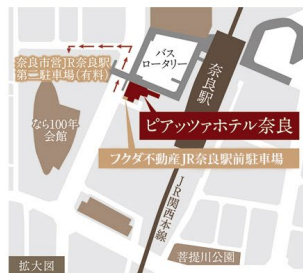 奈良市営JR奈良駅
第二駐車場(有料)
バス
ロータリー
奈良駅
なら100年
会館
ピアッツァホテル奈良
フクダ不動産JR奈良駅前駐車場
JR関西本線
菩提川公園
拡大図